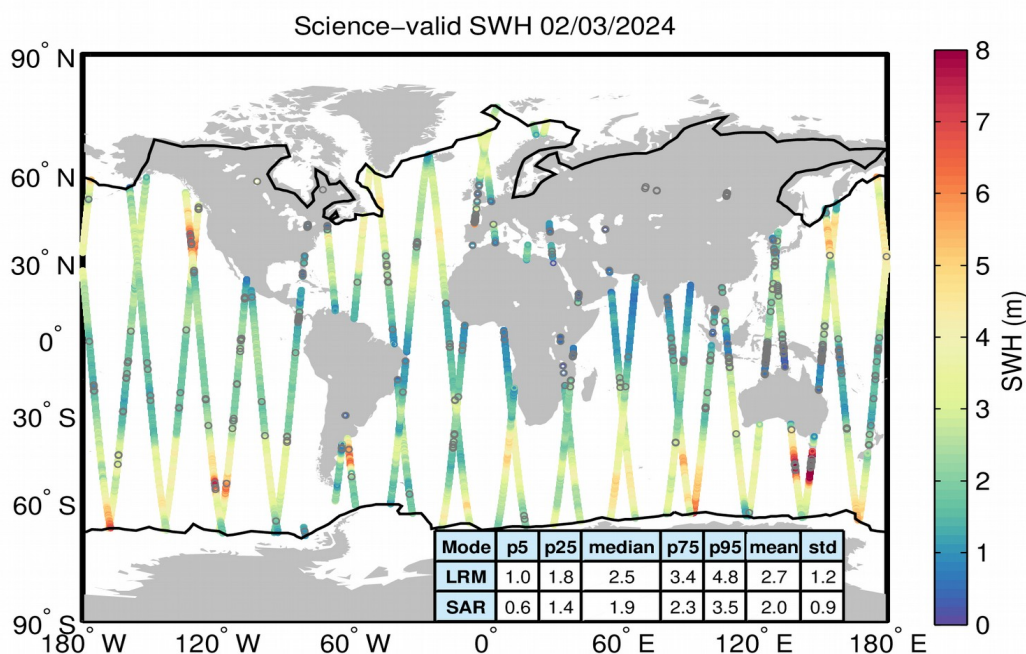 Science–valid SWH 02/03/2024
90° N
60° N
30° N
0°
30° S
60° S
90° S
180° W
120° W
60° W
0°
60° E
120° E
180° E
8
7
6
5
4
3
2
1
0
SWH (m)
Mode p5 p25 median p75 p95 mean std
LRM 1.0 1.8 2.5 3.4 4.8 2.7 1.2
SAR 0.6 1.4 1.9 2.3 3.5 2.0 0.9